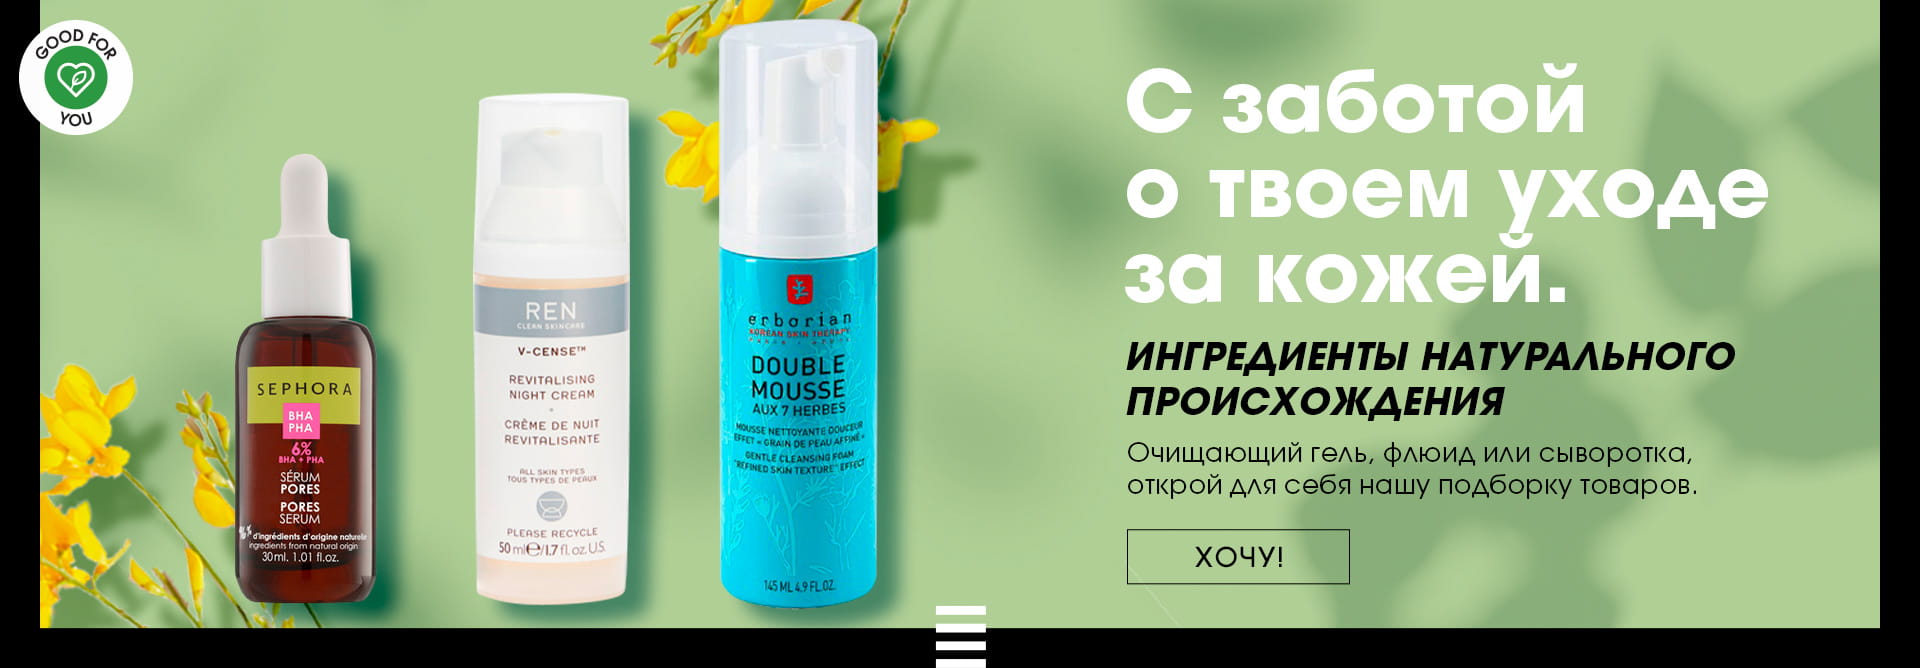 GOOD FOR
YOU
С заботой
о твоем уходе
за кожей.
ИНГРЕДИЕНТЫ НАТУРАЛЬНОГО
ПРОИСХОЖДЕНИЯ
Очищающий гель, флюид или сыворотка,
открой для себя нашу подборку товаров.
ХОЧУ!
SEPHORA
BHA
PHA
6%
BHA + PHA
SÉRUM
PORES
PORES
SERUM
d'ingrédients d'origine naturelle
ingredients from natural origin
30ml. 1.01 fl.oz.
REN
CLEAN SKINCARE
V-CENSE™
REVITALISING
NIGHT CREAM
CRÈME DE NUIT
REVITALISANTE
ALL SKIN TYPES
TOUS TYPES DE PEAUX
PLEASE RECYCLE
50 ml℮/1.7 fl. oz. U.S.
erborian
KOREAN SKIN THERAPY
DOUBLE
MOUSSE
AUX 7 HERBES
MOUSSE NETTOYANTE DOUCEUR
EFFET « GRAIN DE PEAU AFFINÉ »
GENTLE CLEANSING FOAM
"REFINED SKIN TEXTURE" EFFECT
145 ML 4.9 FL.OZ.